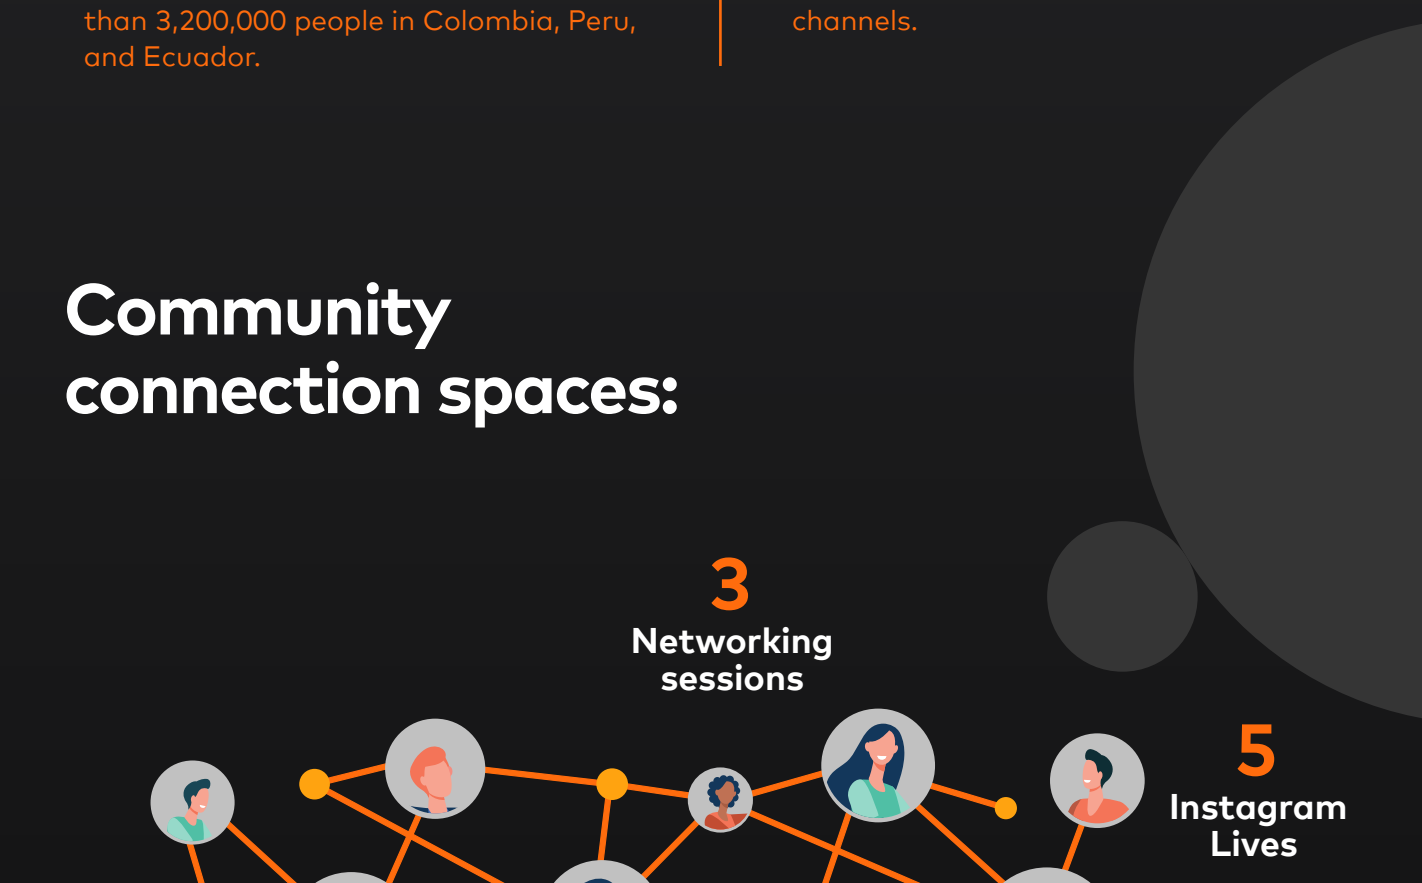 than 3,200,000 people in Colombia, Peru,
and Ecuador.
channels.
Community
connection spaces:
3
Networking
sessions
5
Instagram
Lives